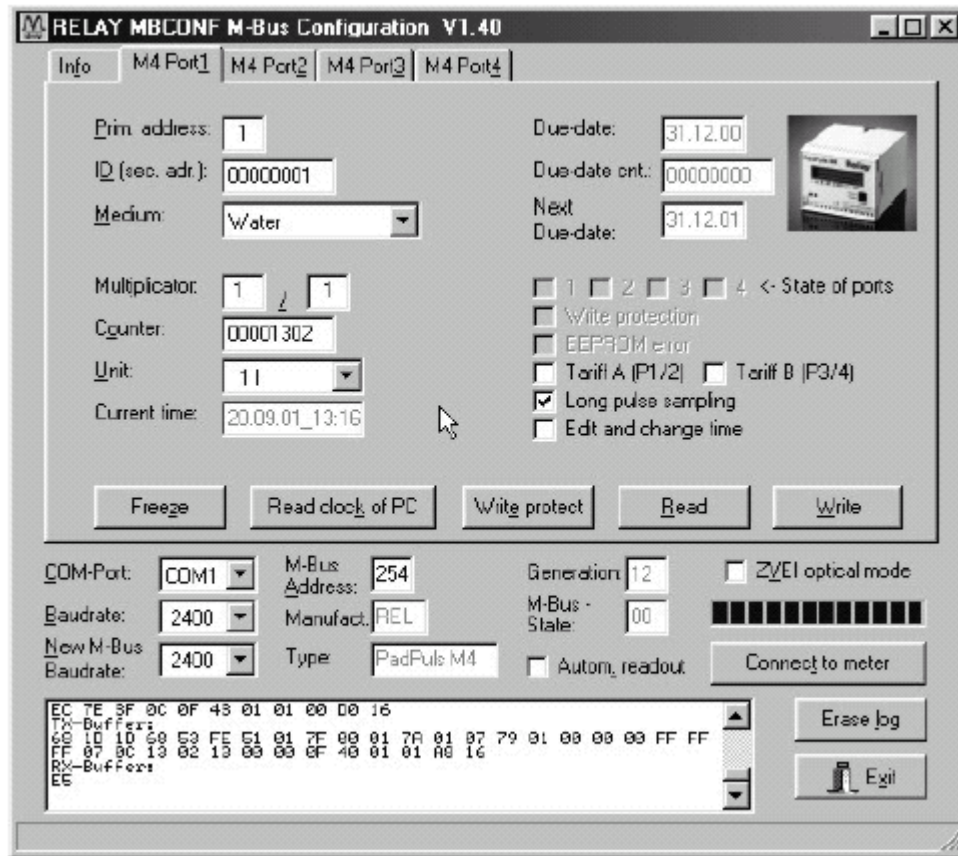 RELAY MBCONF M-Bus Configuration V1.40
Info M4 Port1 M4 Port2 M4 Port3 M4 Port4
Prim. address: 1
Due-date: 31.12.00
ID (sec. adr.): 00000001
Due-date cnt.: 00000000
Medium: Water
Next
Due-date: 31.12.01
Multiplicator: 1 / 1
1 2 3 4 <- State of ports
Write protection
Counter: 00001302
EEPROM error
Unit: 1 l
Tariff A (P1/2) Tariff B (P3/4)
Long pulse sampling
Current time: 20.09.01_13:16
Edit and change time
Freeze Read clock of PC Write protect Read Write
COM-Port: COM1
M-Bus
Address: 254
Generation: 12
ZVEI optical mode
Baudrate: 2400
Manufact.: REL
M-Bus -
State: 00
New M-Bus
Baudrate: 2400
Type: PadPuls M4
Autom. readout
Connect to meter
EC 7E 3F 0C 0F 48 01 01 00 D0 16
TX-Buffer:
68 1D 1D 68 53 FE 51 01 7F 00 01 7A 01 07 79 01 00 00 00 FF FF
FF 07 0C 13 02 13 00 00 0F 40 01 01 A8 16
RX-Buffer:
E5
Erase log
Exit